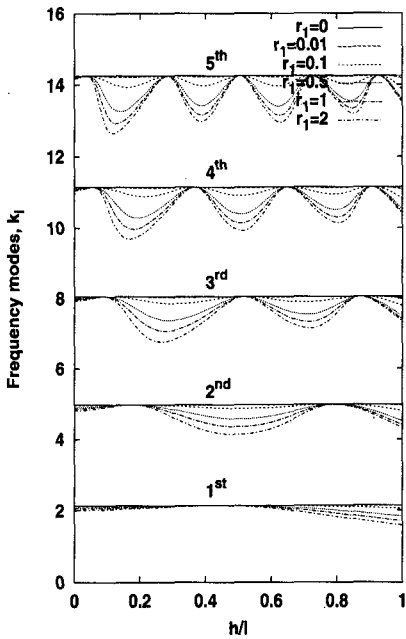 16
14
12
10
8
6
4
2
0
Frequency modes, k_l
r₁=0
r₁=0.01
r₁=0.1
r₁=0.5
r₁=1
r₁=2
5th
4th
3rd
2nd
1st
0
0.2
0.4
0.6
0.8
1
h/l